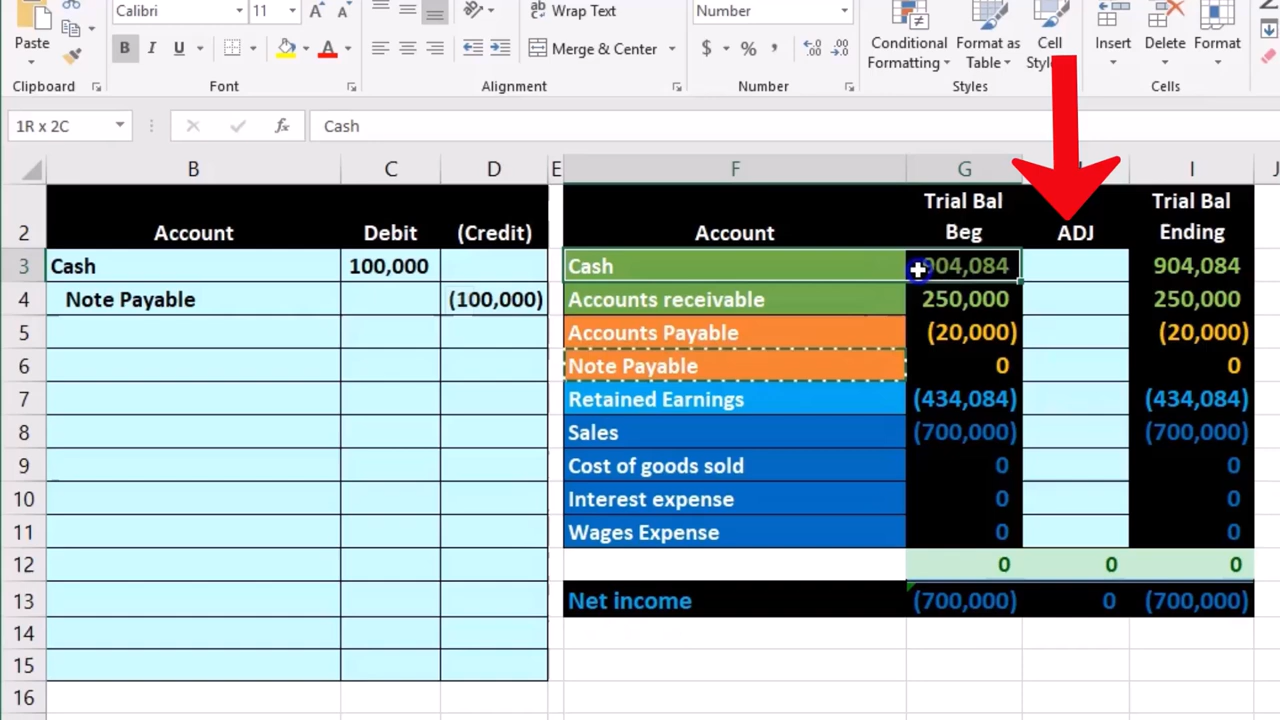 Calibri 11 Wrap Text Number
Paste B I U A Merge & Center $ % , Conditional Formatting Format as Table Cell Insert Delete Format
Clipboard Font Alignment Number Styles Cells
1R x 2C fx Cash
B C D E F G I
2 Account Debit (Credit) Account Trial Bal Beg ADJ Trial Bal Ending
3 Cash 100,000 Cash 904,084 904,084
4 Note Payable (100,000) Accounts receivable 250,000 250,000
5 Accounts Payable (20,000) (20,000)
6 Note Payable 0 0
7 Retained Earnings (434,084) (434,084)
8 Sales (700,000) (700,000)
9 Cost of goods sold 0 0
10 Interest expense 0 0
11 Wages Expense 0 0
12 0 0 0
13 Net income (700,000) 0 (700,000)
14
15
16